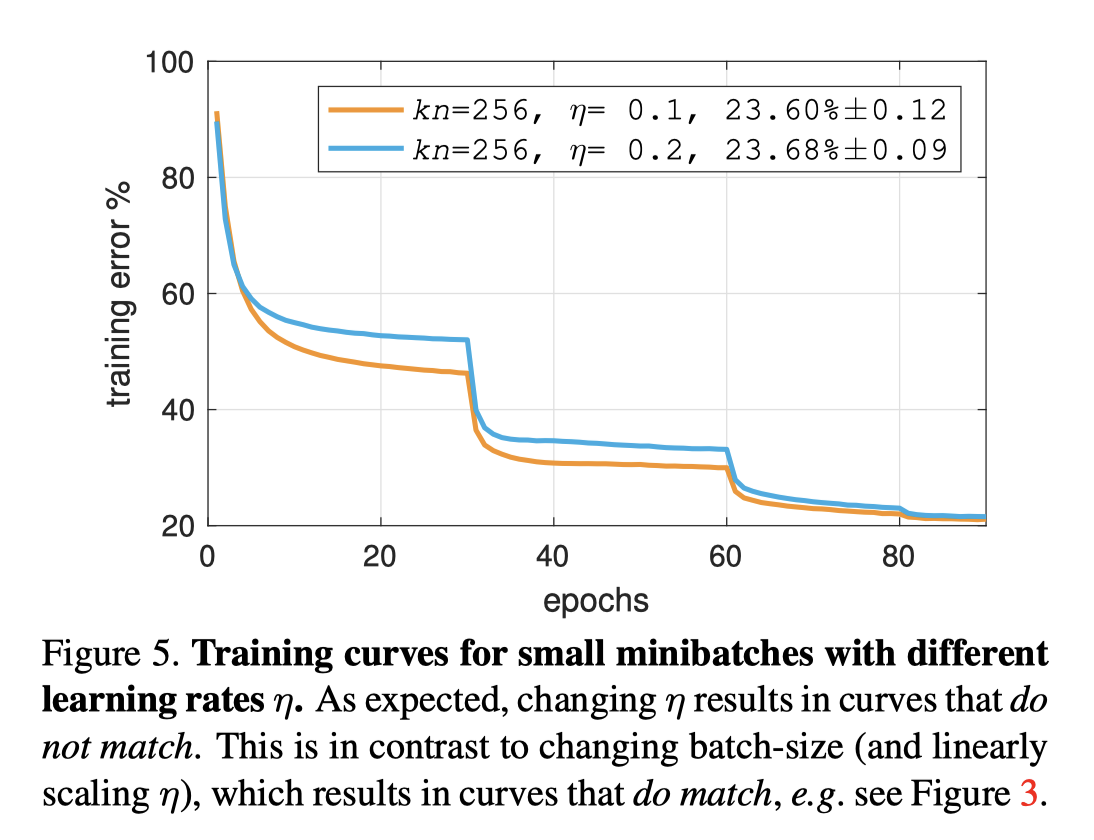 100
80
60
40
20
0
20
40
60
80
training error %
epochs
kn=256, η= 0.1, 23.60%±0.12
kn=256, η= 0.2, 23.68%±0.09
Figure 5. Training curves for small minibatches with different
learning rates η. As expected, changing η results in curves that do
not match. This is in contrast to changing batch-size (and linearly
scaling η), which results in curves that do match, e.g. see Figure 3.